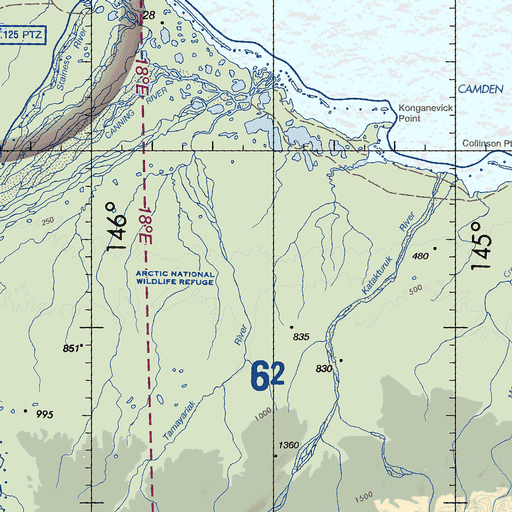 28
.125 PTZ
Staines River
18°E
CANNING RIVER
CAMDEN
Konganevick
Point
Collinson Pt
146°
18°E
250
River
480
145°
ARCTIC NATIONAL
WILDLIFE REFUGE
Katakturuk
500
River
835
851
62
830
995
Tamayariak
1000
1360
1500